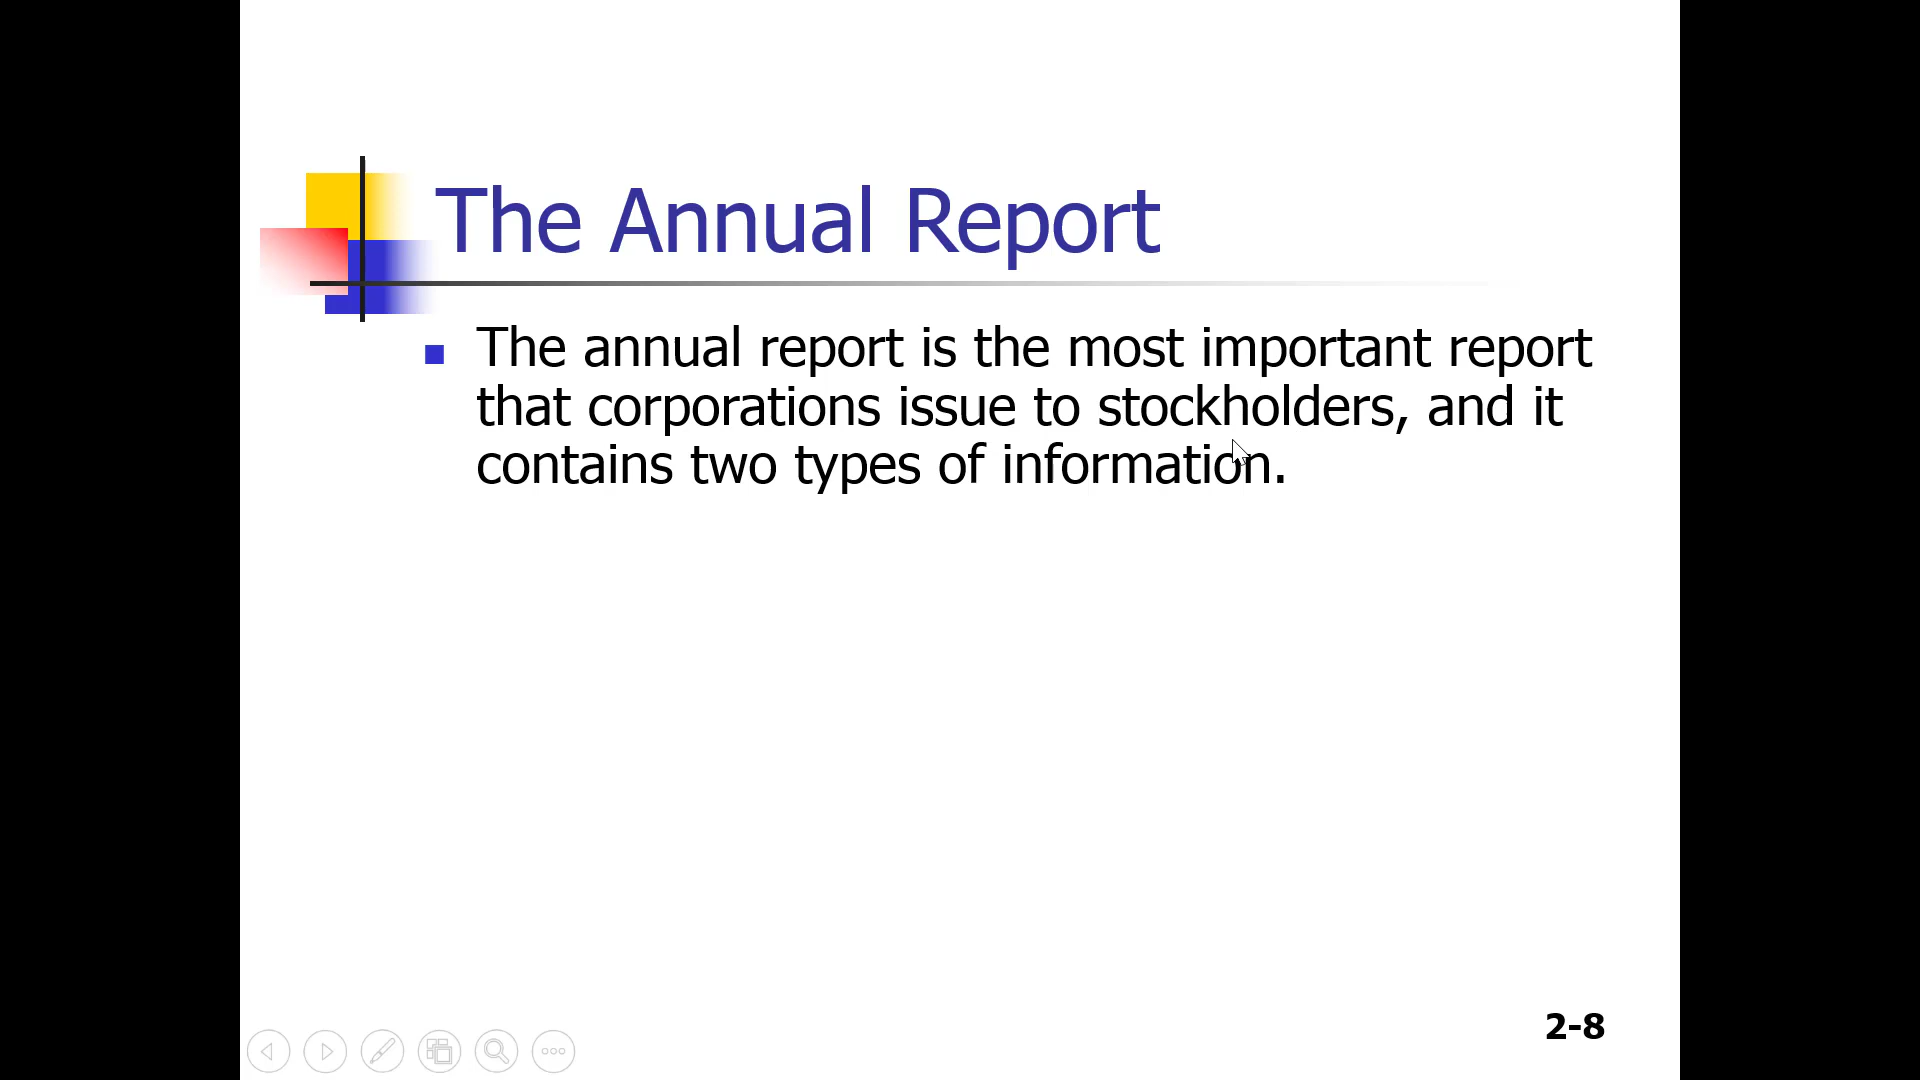 The Annual Report
The annual report is the most important report
that corporations issue to stockholders, and it
contains two types of information.
2-8